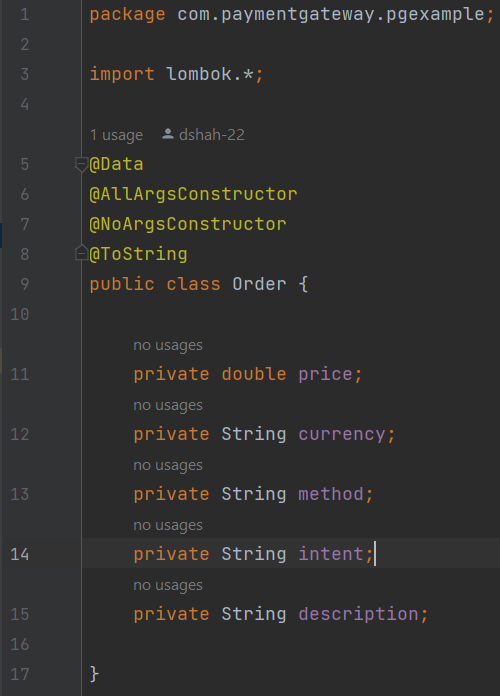 1 package com.paymentgateway.pgexample;
2
3 import lombok.*;
4
1 usage dshah-22
5 @Data
6 @AllArgsConstructor
7 @NoArgsConstructor
8 @ToString
9 public class Order {
10
no usages
11 private double price;
no usages
12 private String currency;
no usages
13 private String method;
no usages
14 private String intent;
no usages
15 private String description;
16
17 }